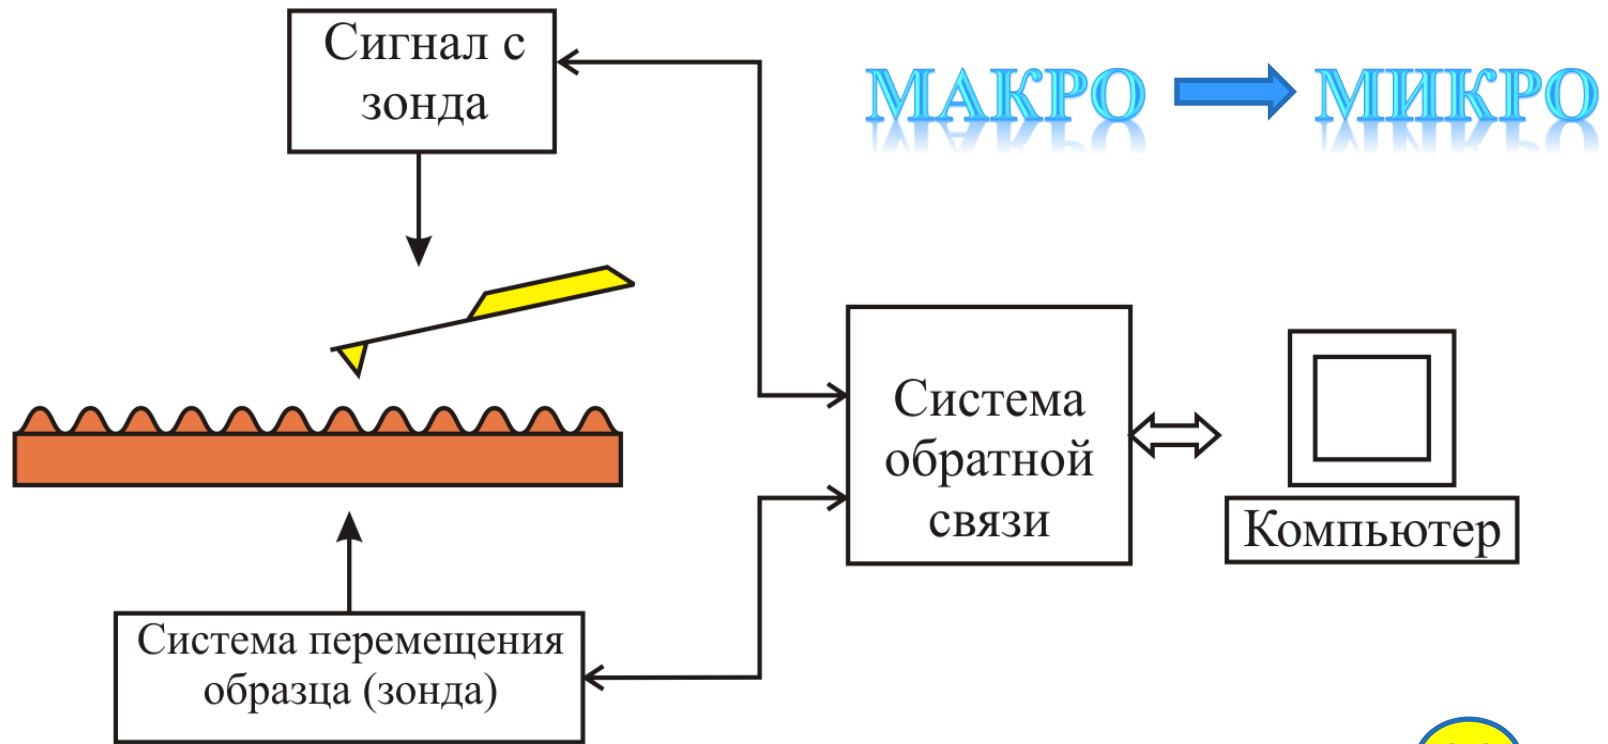 Сигнал с
зонда
МАКРО
МИКРО
Система
обратной
связи
Компьютер
Система перемещения
образца (зонда)